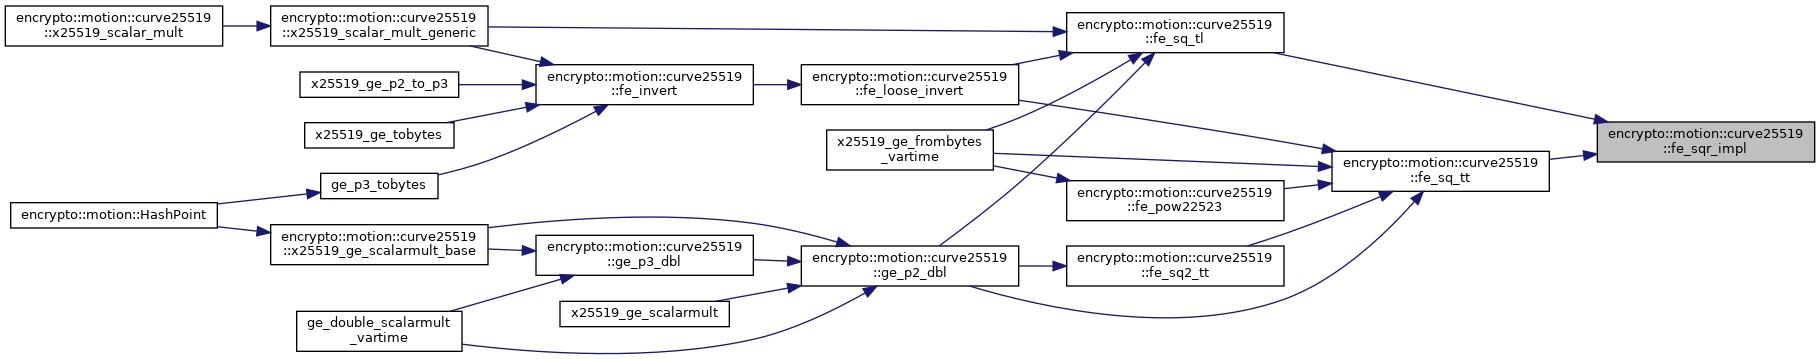 encrypto::motion::curve25519
::x25519_scalar_mult
encrypto::motion::curve25519
::x25519_scalar_mult_generic
x25519_ge_p2_to_p3
x25519_ge_tobytes
ge_p3_tobytes
encrypto::motion::HashPoint
encrypto::motion::curve25519
::x25519_ge_scalarmult_base
ge_double_scalarmult
_vartime
encrypto::motion::curve25519
::fe_invert
encrypto::motion::curve25519
::ge_p3_dbl
x25519_ge_scalarmult
encrypto::motion::curve25519
::fe_loose_invert
x25519_ge_frombytes
_vartime
encrypto::motion::curve25519
::ge_p2_dbl
encrypto::motion::curve25519
::fe_sq_tl
encrypto::motion::curve25519
::fe_pow22523
encrypto::motion::curve25519
::fe_sq2_tt
encrypto::motion::curve25519
::fe_sq_tt
encrypto::motion::curve25519
::fe_sqr_impl